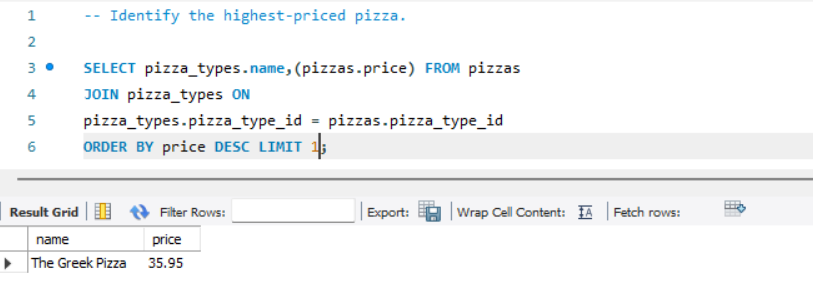 1 -- Identify the highest-priced pizza.
2
3 SELECT pizza_types.name,(pizzas.price) FROM pizzas
4 JOIN pizza_types ON
5 pizza_types.pizza_type_id = pizzas.pizza_type_id
6 ORDER BY price DESC LIMIT 1;
Result Grid Filter Rows: Export: Wrap Cell Content: IA Fetch rows:
name price
The Greek Pizza 35.95